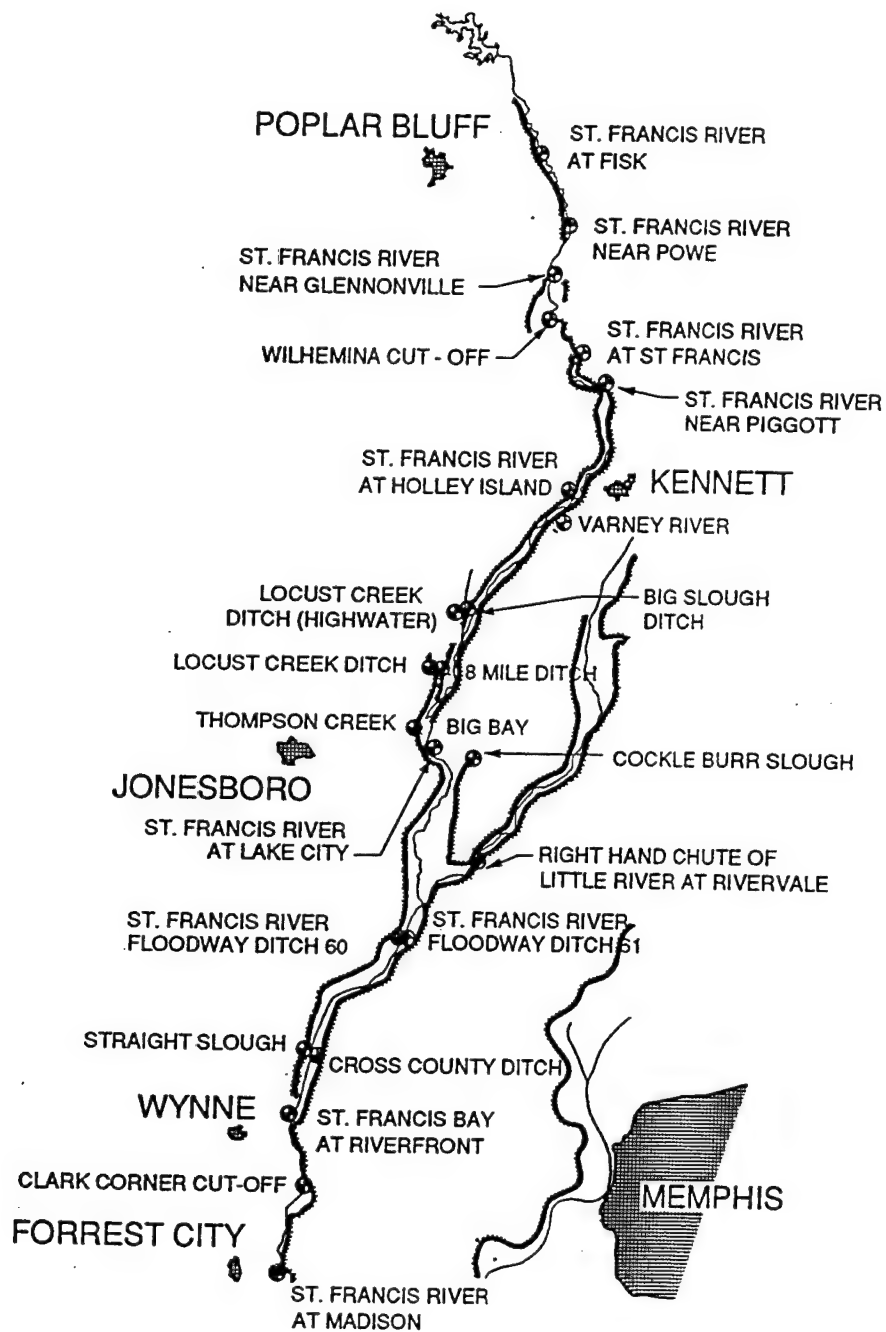 POPLAR BLUFF
ST. FRANCIS RIVER
AT FISK
ST. FRANCIS RIVER
NEAR POWE
ST. FRANCIS RIVER
NEAR GLENNONVILLE
WILHEMINA CUT - OFF
ST. FRANCIS RIVER
AT ST FRANCIS
ST. FRANCIS RIVER
NEAR PIGGOTT
ST. FRANCIS RIVER
AT HOLLEY ISLAND
KENNETT
VARNEY RIVER
LOCUST CREEK
DITCH (HIGHWATER)
BIG SLOUGH
DITCH
LOCUST CREEK DITCH
8 MILE DITCH
THOMPSON CREEK
BIG BAY
COCKLE BURR SLOUGH
JONESBORO
ST. FRANCIS RIVER
AT LAKE CITY
RIGHT HAND CHUTE OF
LITTLE RIVER AT RIVERVALE
ST. FRANCIS RIVER
FLOODWAY DITCH 60
ST. FRANCIS RIVER
FLOODWAY DITCH 61
STRAIGHT SLOUGH
CROSS COUNTY DITCH
WYNNE
ST. FRANCIS BAY
AT RIVERFRONT
CLARK CORNER CUT-OFF
MEMPHIS
FORREST CITY
ST. FRANCIS RIVER
AT MADISON